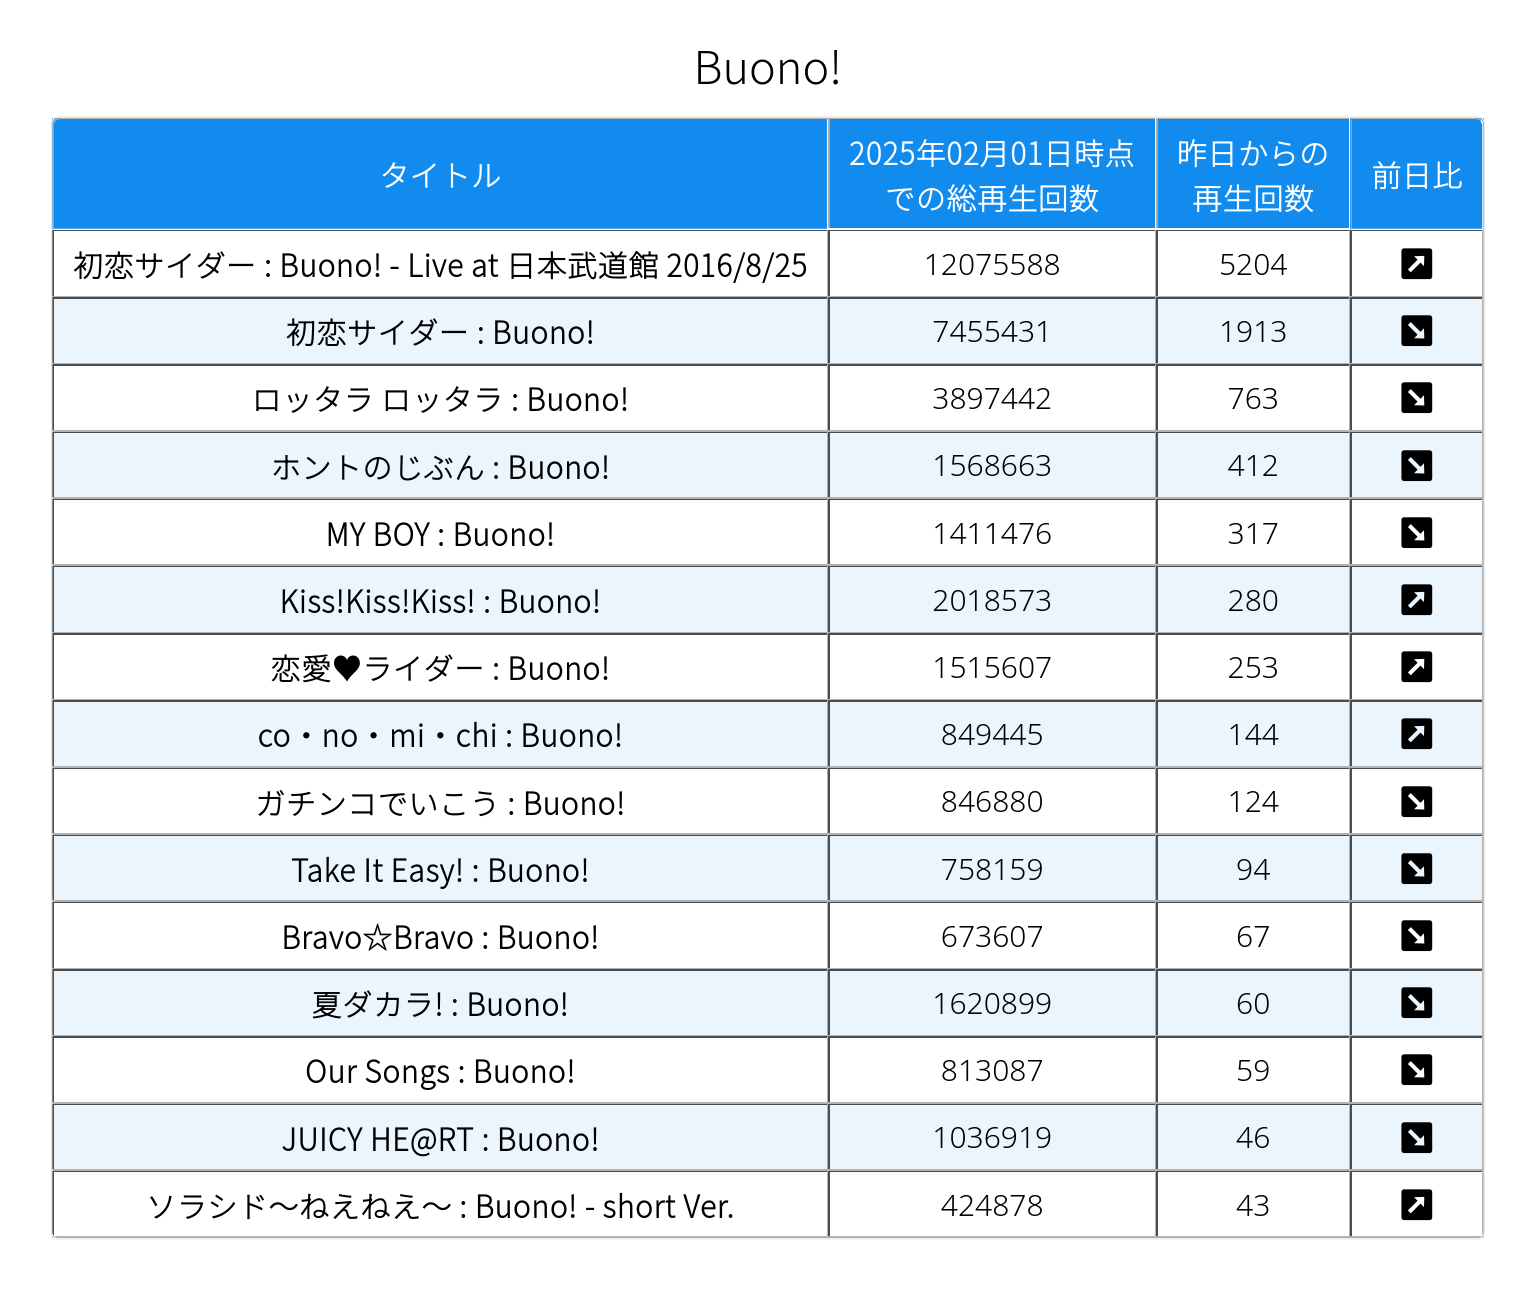 Buono!
タイトル 2025年02月01日時点での総再生回数 昨日からの再生回数 前日比
初恋サイダー : Buono! - Live at 日本武道館 2016/8/25 12075588 5204 ↗
初恋サイダー : Buono! 7455431 1913 ↘
ロッタラ ロッタラ : Buono! 3897442 763 ↘
ホントのじぶん : Buono! 1568663 412 ↘
MY BOY : Buono! 1411476 317 ↘
Kiss!Kiss!Kiss! : Buono! 2018573 280 ↗
恋愛♥ライダー : Buono! 1515607 253 ↗
co・no・mi・chi : Buono! 849445 144 ↗
ガチンコでいこう : Buono! 846880 124 ↘
Take It Easy! : Buono! 758159 94 ↘
Bravo☆Bravo : Buono! 673607 67 ↘
夏ダカラ! : Buono! 1620899 60 ↘
Our Songs : Buono! 813087 59 ↘
JUICY HE@RT : Buono! 1036919 46 ↘
ソラシド〜ねえねえ〜 : Buono! - short Ver. 424878 43 ↗